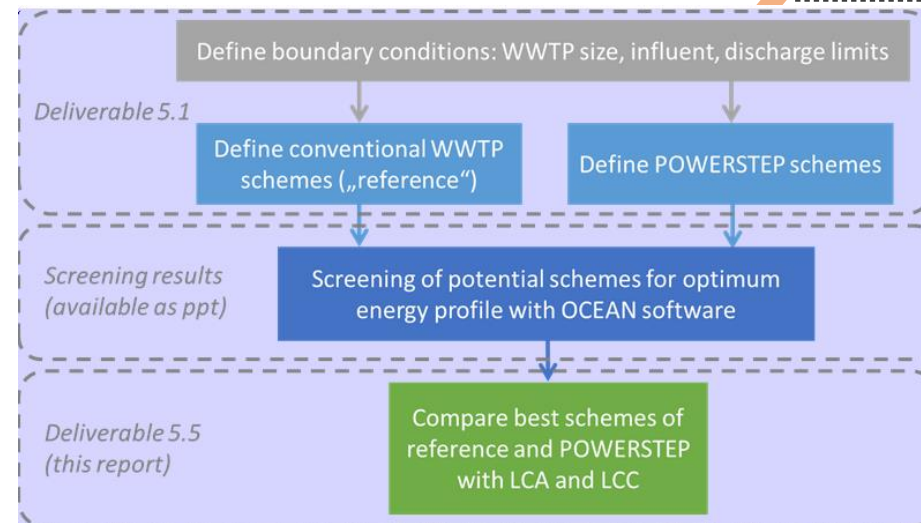 Define boundary conditions: WWTP size, influent, discharge limits
Deliverable 5.1
Define conventional WWTP
schemes („reference“)
Define POWERSTEP schemes
Screening results
(available as ppt)
Screening of potential schemes for optimum
energy profile with OCEAN software
Deliverable 5.5
(this report)
Compare best schemes of
reference and POWERSTEP
with LCA and LCC